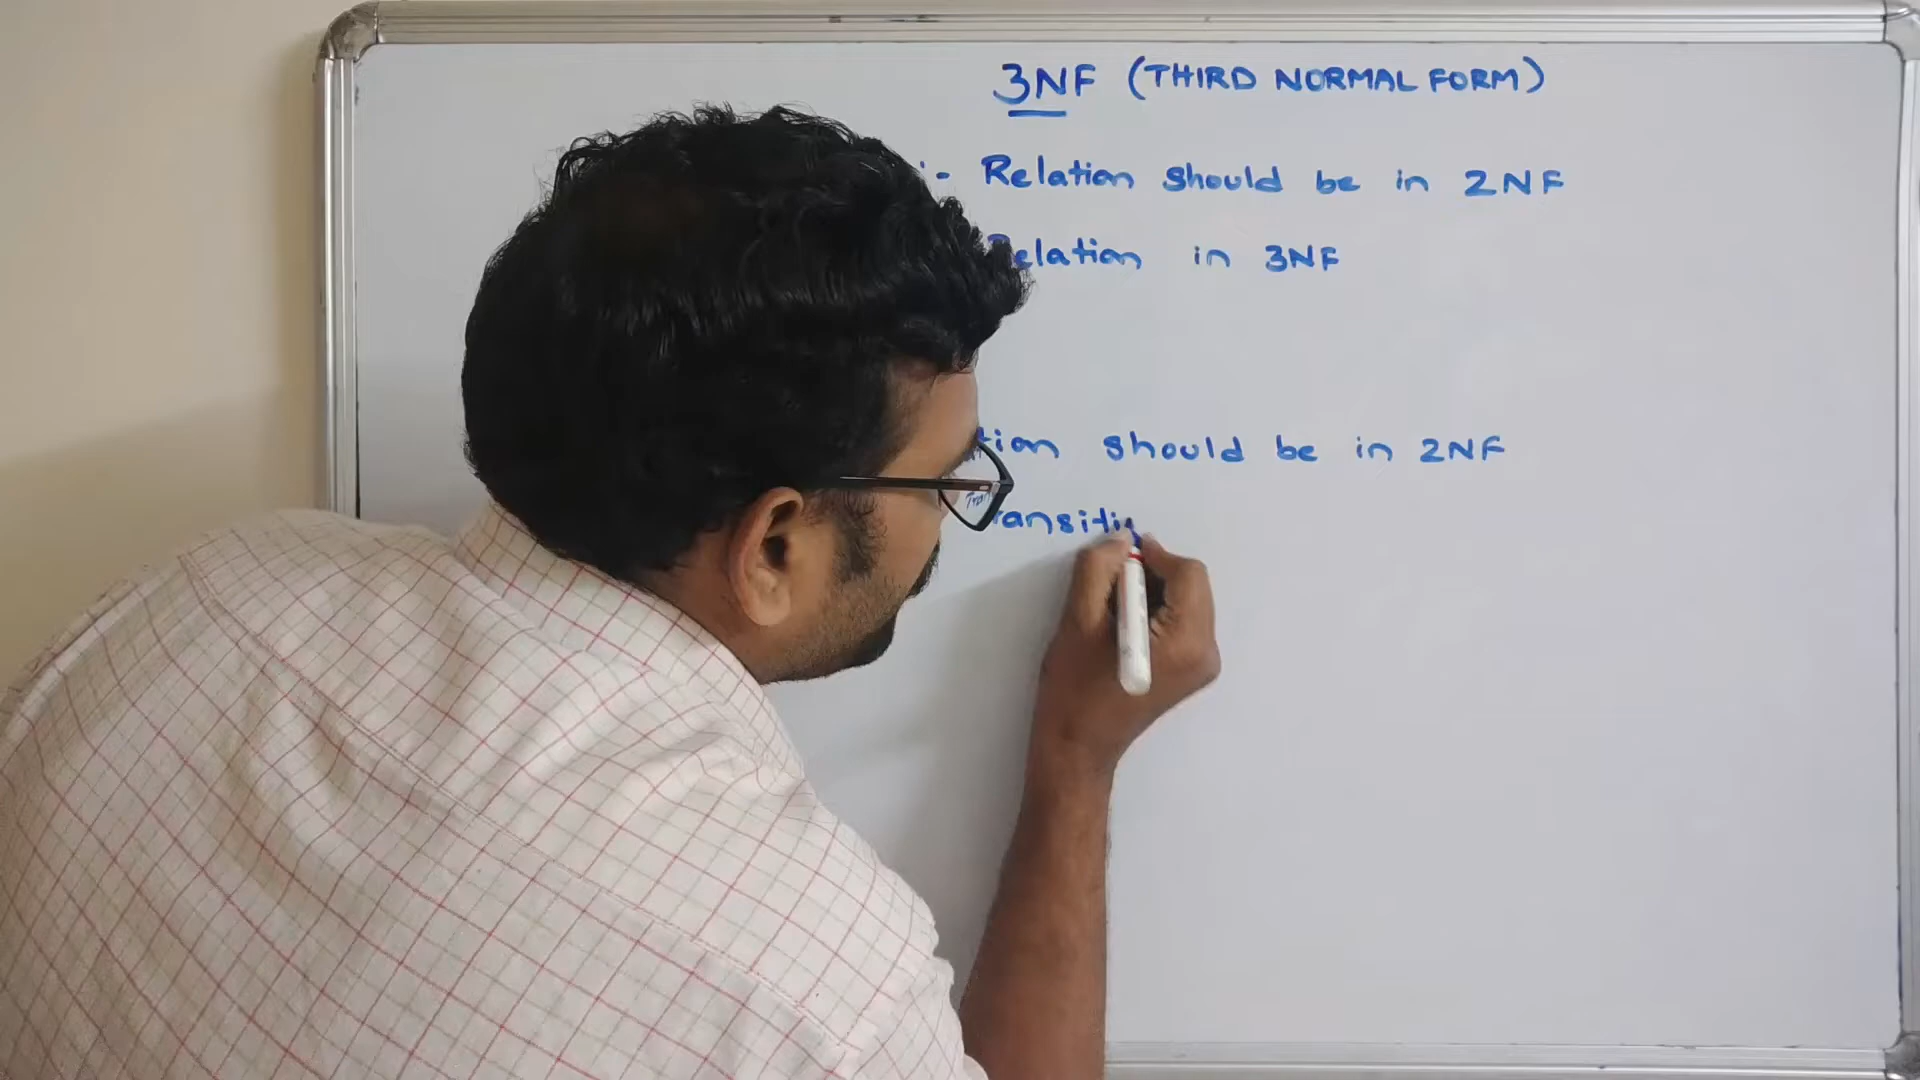 3NF (THIRD NORMAL FORM)
:- Relation should be in 2NF
Relation in 3NF
tion should be in 2NF
ransiti